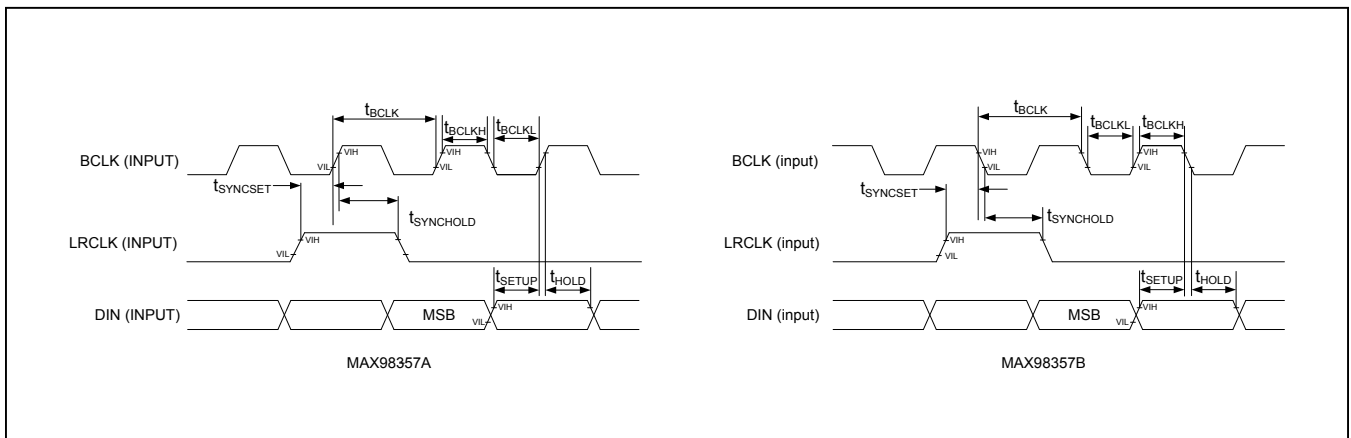 tBCLK
tBCLKH
tBCLKL
BCLK (INPUT)
VIH
VIL
VIH
VIL
tSYNCSET
tSYNCHOLD
LRCLK (INPUT)
VIH
VIL
tSETUP
tHOLD
DIN (INPUT)
MSB
VIH
VIL
MAX98357A
tBCLK
tBCLKL
tBCLKH
BCLK (input)
VIH
VIL
VIH
VIL
tSYNCSET
tSYNCHOLD
LRCLK (input)
VIH
VIL
tSETUP
tHOLD
DIN (input)
MSB
VIH
VIL
MAX98357B